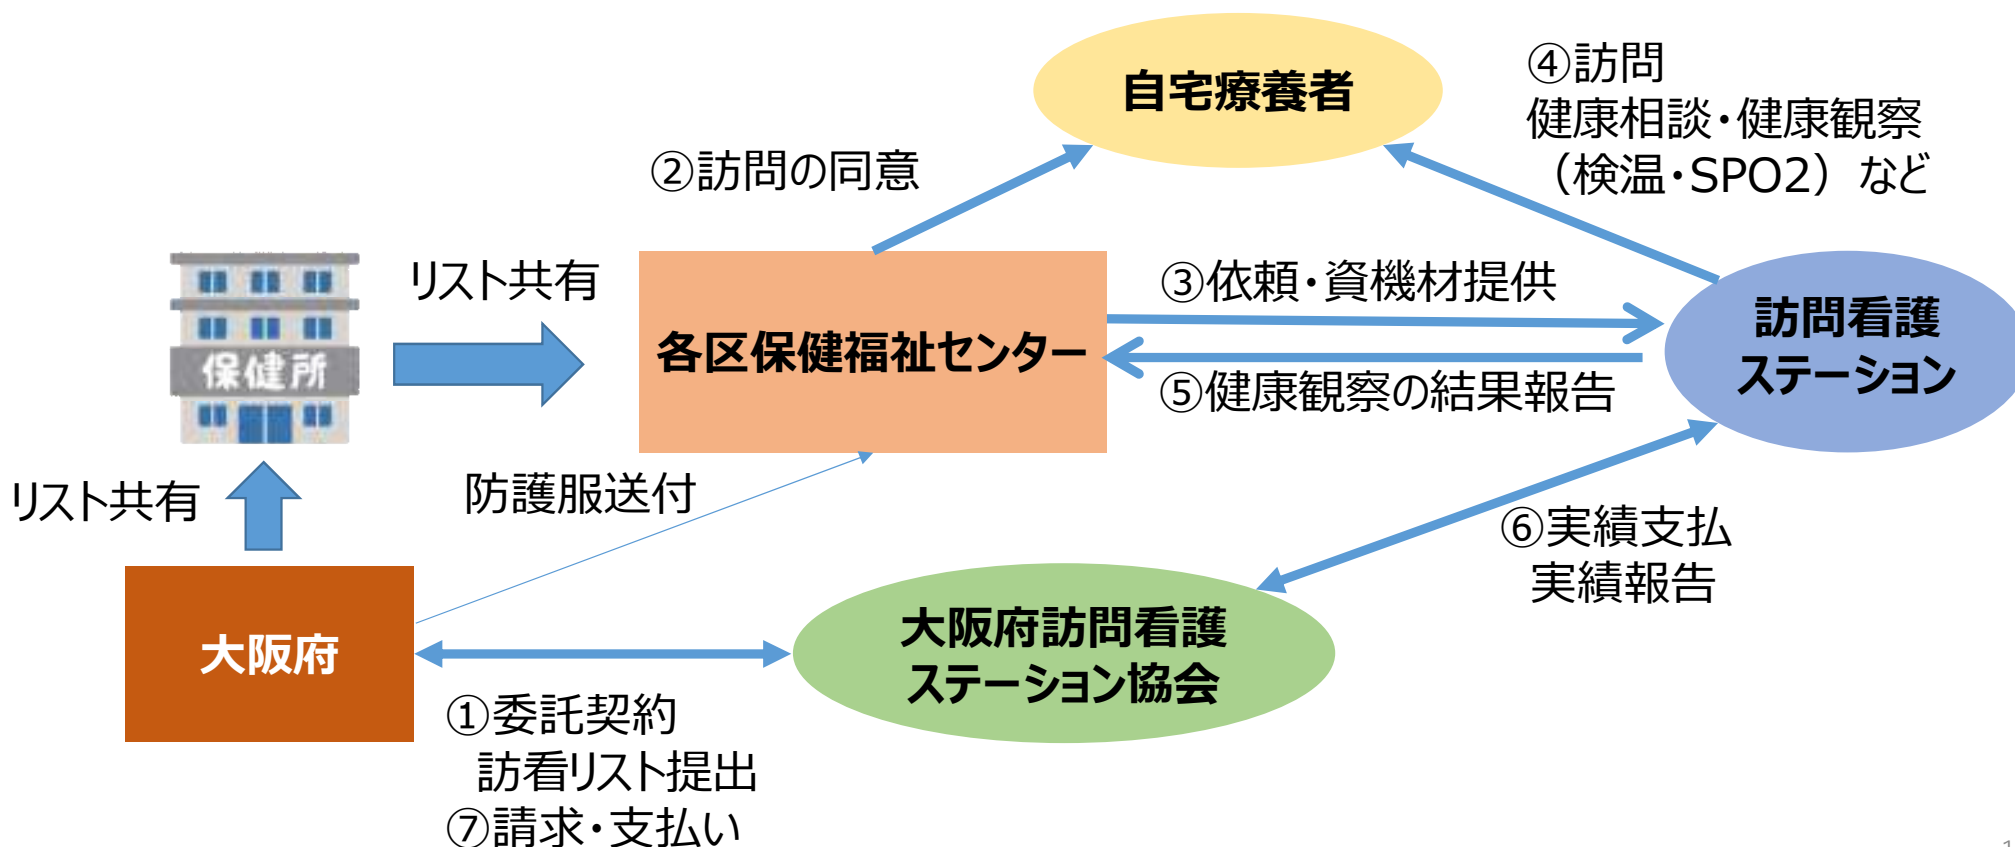 自宅療養者
④訪問
健康相談・健康観察
（検温・SPO2）など
②訪問の同意
リスト共有
保健所
各区保健福祉センター
③依頼・資機材提供
⑤健康観察の結果報告
訪問看護
ステーション
リスト共有
防護服送付
⑥実績支払
実績報告
大阪府
大阪府訪問看護
ステーション協会
①委託契約
訪看リスト提出
⑦請求・支払い
1